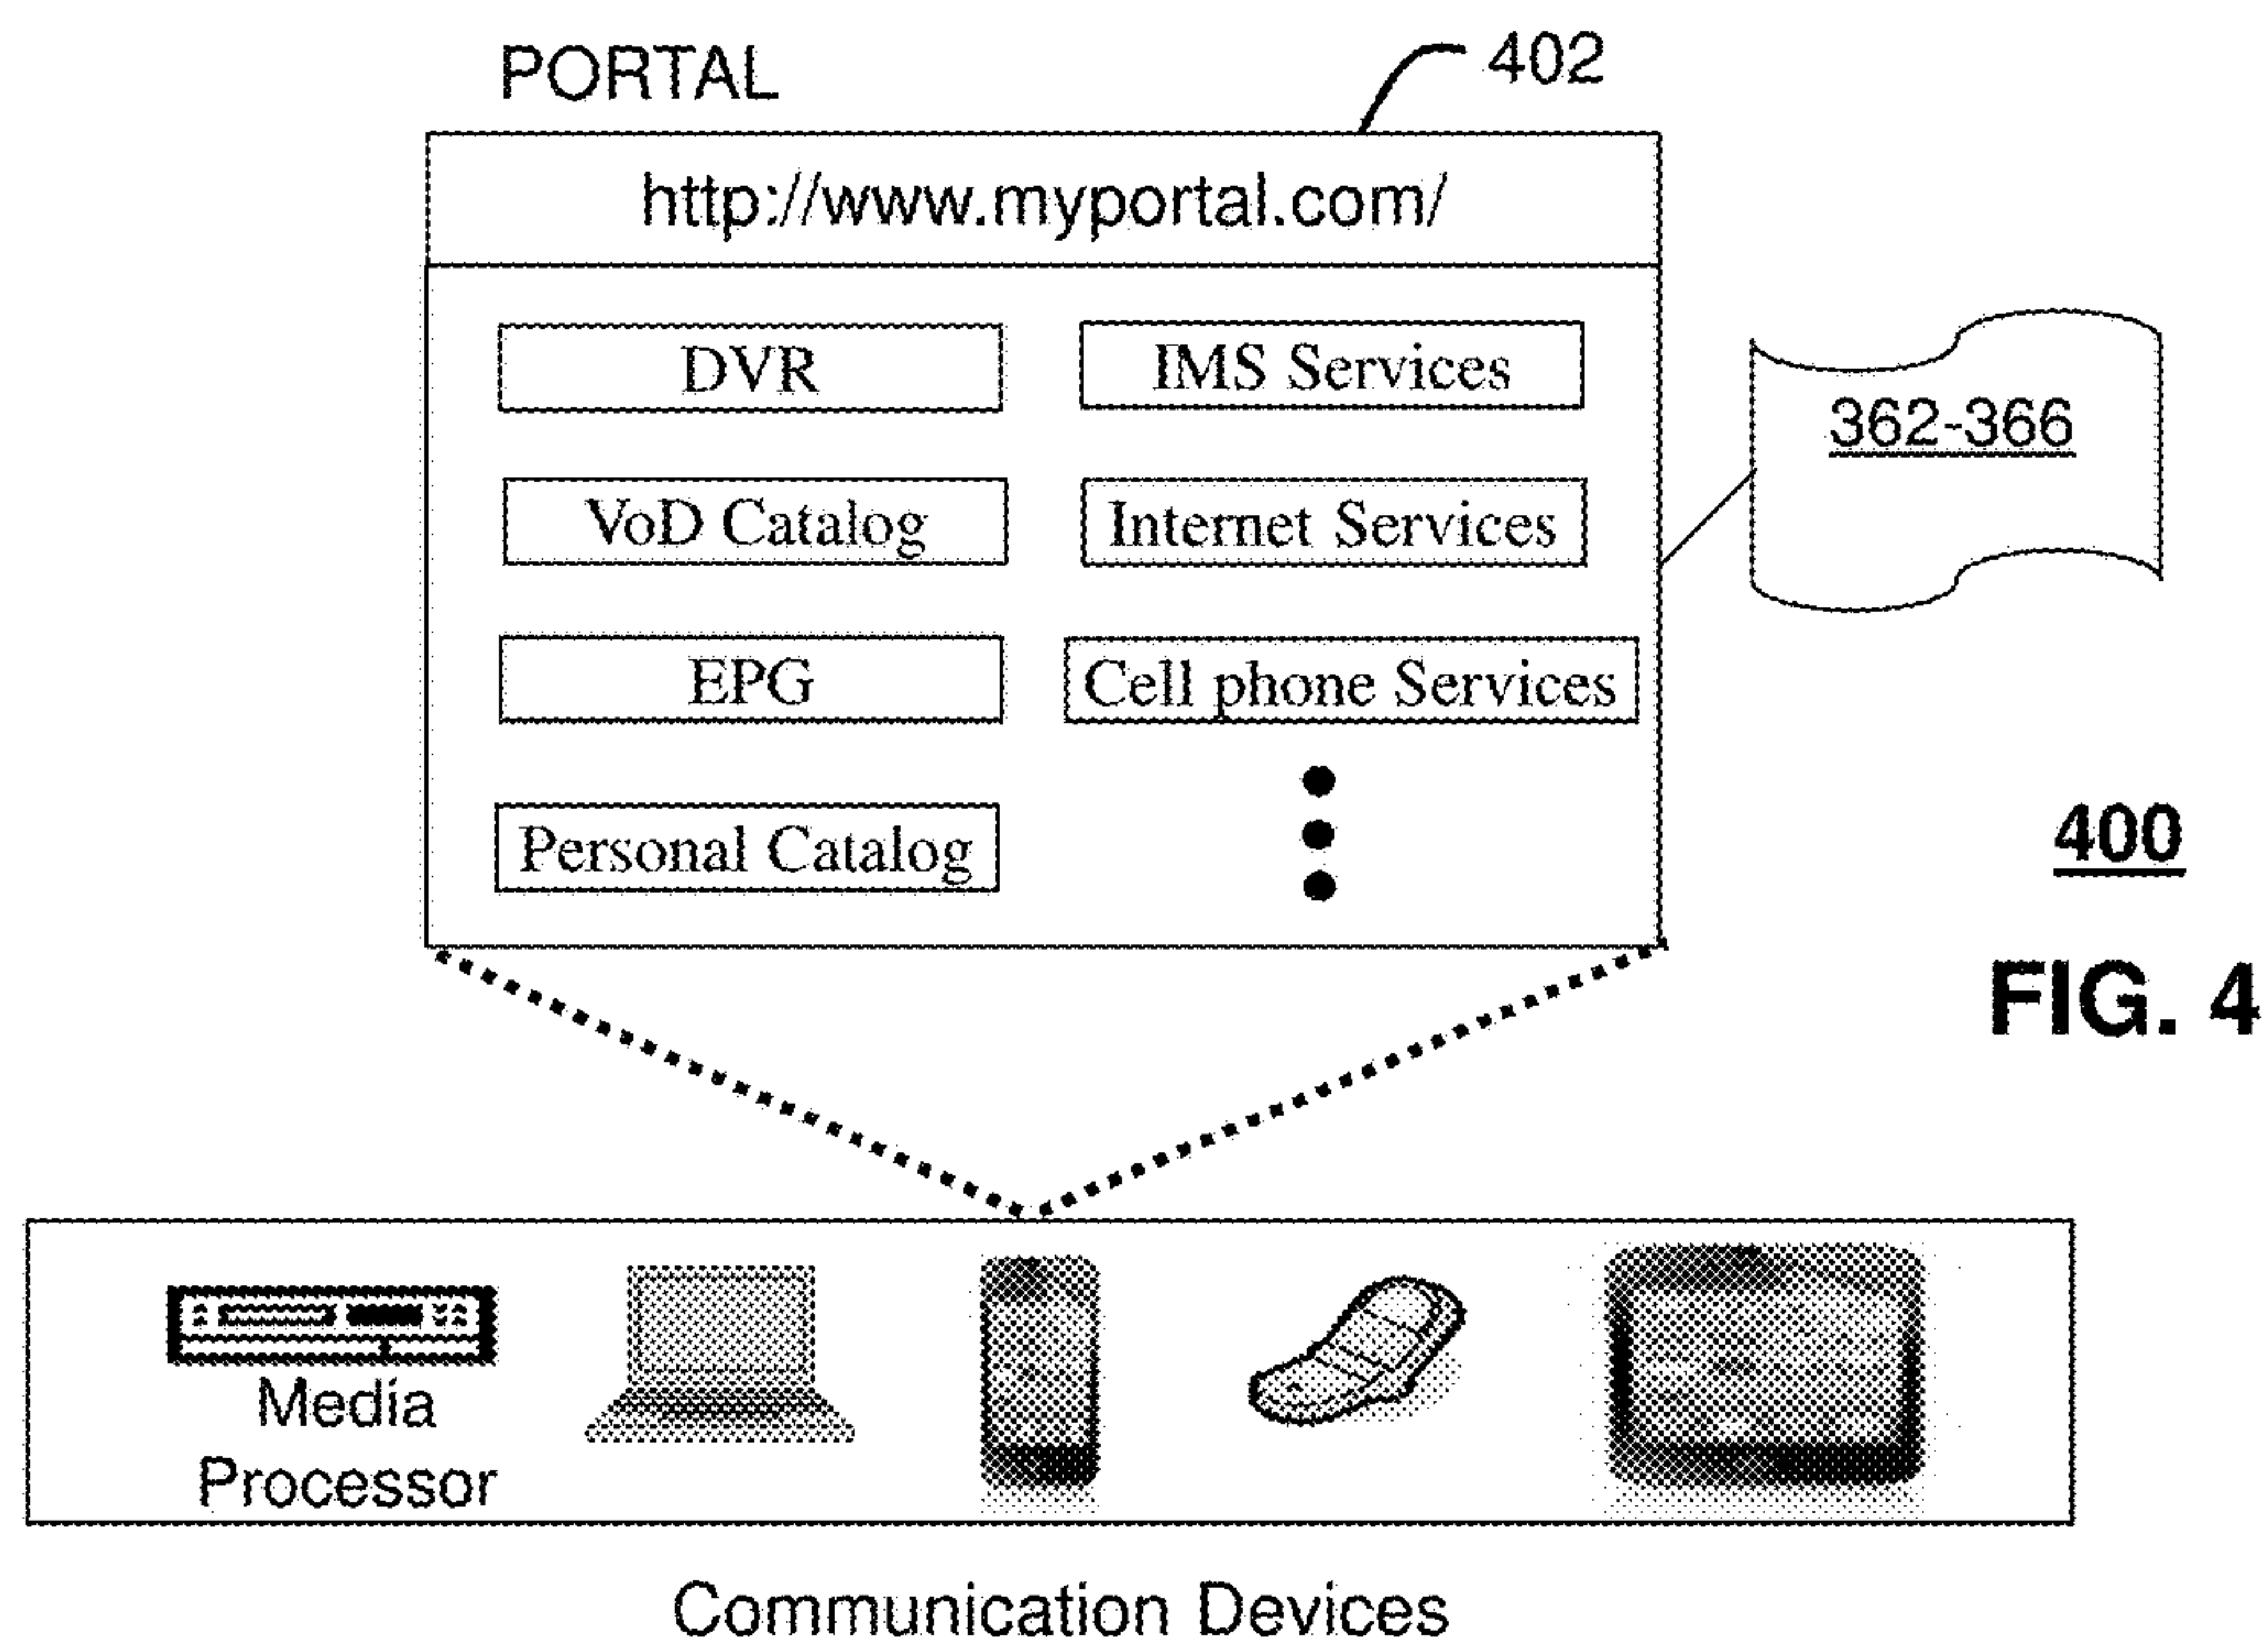 PORTAL
402
http://www.myportal.com/
DVR
IMS Services
VoD Catalog
Internet Services
EPG
Cell phone Services
Personal Catalog
362-366
400
FIG. 4
Media
Processor
Communication Devices